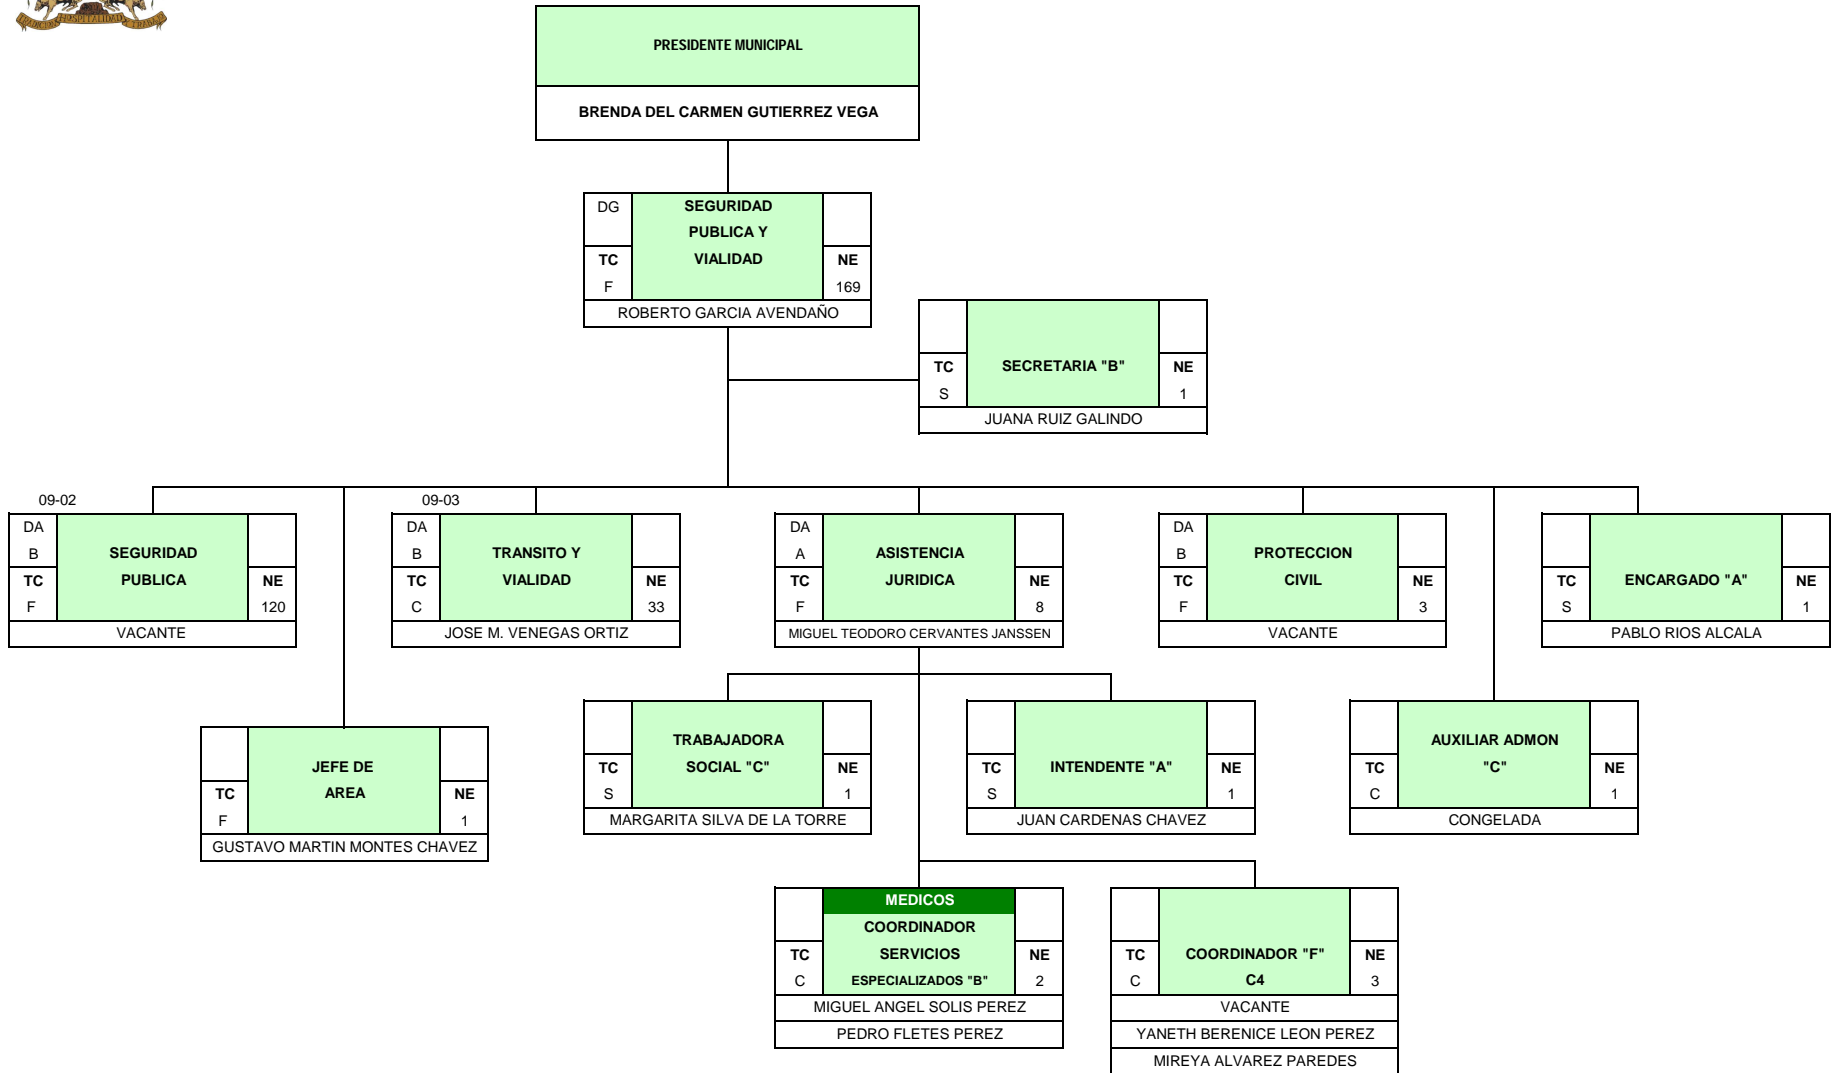 TRADICION HOSPITALIDAD Y TRABAJO
PRESIDENTE MUNICIPAL
BRENDA DEL CARMEN GUTIERREZ VEGA
DG
SEGURIDAD
PUBLICA Y
VIALIDAD
TC
F
NE
169
ROBERTO GARCIA AVENDAÑO
SECRETARIA "B"
TC
S
NE
1
JUANA RUIZ GALINDO
09-02
DA
B
SEGURIDAD
PUBLICA
TC
F
NE
120
VACANTE
09-03
DA
B
TRANSITO Y
VIALIDAD
TC
C
NE
33
JOSE M. VENEGAS ORTIZ
DA
A
ASISTENCIA
JURIDICA
TC
F
NE
8
MIGUEL TEODORO CERVANTES JANSSEN
DA
B
PROTECCION
CIVIL
TC
F
NE
3
VACANTE
ENCARGADO "A"
TC
S
NE
1
PABLO RIOS ALCALA
JEFE DE
AREA
TC
F
NE
1
GUSTAVO MARTIN MONTES CHAVEZ
TRABAJADORA
SOCIAL "C"
TC
S
NE
1
MARGARITA SILVA DE LA TORRE
INTENDENTE "A"
TC
S
NE
1
JUAN CARDENAS CHAVEZ
AUXILIAR ADMON
"C"
TC
C
NE
1
CONGELADA
MEDICOS
COORDINADOR
SERVICIOS
ESPECIALIZADOS "B"
TC
C
NE
2
MIGUEL ANGEL SOLIS PEREZ
PEDRO FLETES PEREZ
COORDINADOR "F"
C4
TC
C
NE
3
VACANTE
YANETH BERENICE LEON PEREZ
MIREYA ALVAREZ PAREDES